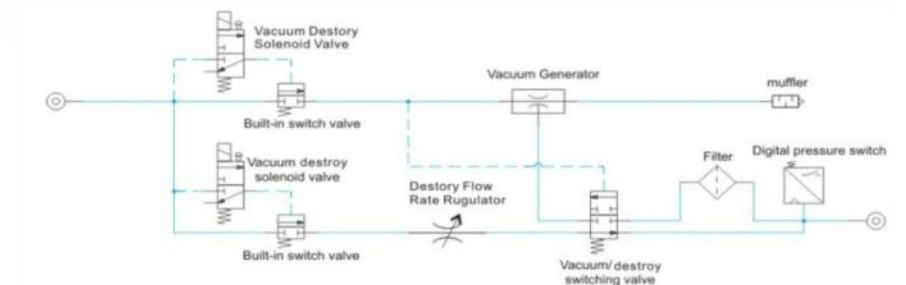 Vacuum Destory
Solenoid Valve
Built-in switch valve
Vacuum Generator
muffler
Vacuum destroy
solenoid valve
Built-in switch valve
Destory Flow
Rate Rugulator
Filter
Digital pressure switch
Vacuum/destroy
switching valve